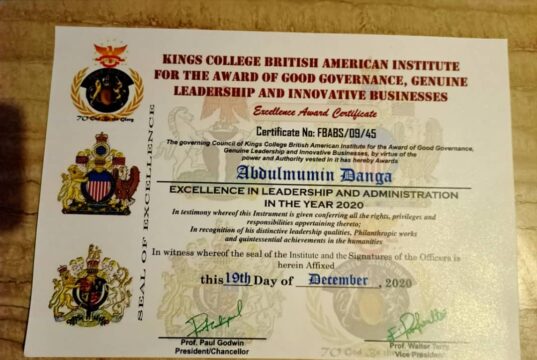 KINGS COLLEGE BRITISH AMERICAN INSTITUTE
FOR THE AWARD OF GOOD GOVERNANCE, GENUINE
LEADERSHIP AND INNOVATIVE BUSINESSES
Excellence Award Certificate
Certificate No: FBABS/09/45
The governing Council of Kings College British American Institute for the Award of Good Governance,
Genuine Leadership and Innovative Businesses, by virtue of the
power and Authority vested in it has hereby Awards
Abdulmumin Danga
EXCELLENCE IN LEADERSHIP AND ADMINISTRATION
IN THE YEAR 2020
In testimony whereof this Instrument is given conferring all the rights, privileges and
responsibilities appertaining thereto;
In recognition of his distinctive leadership qualities, Philanthropic works
and quintessential achievements in the humanities
In witness whereof the seal of the Institute and the Signatures of the Officers is
herein Affixed
this 19th Day of December, 2020
Prof. Paul Godwin
President/Chancellor
Prof. Walter Terry
Vice President
SEAL OF EXCELLENCE